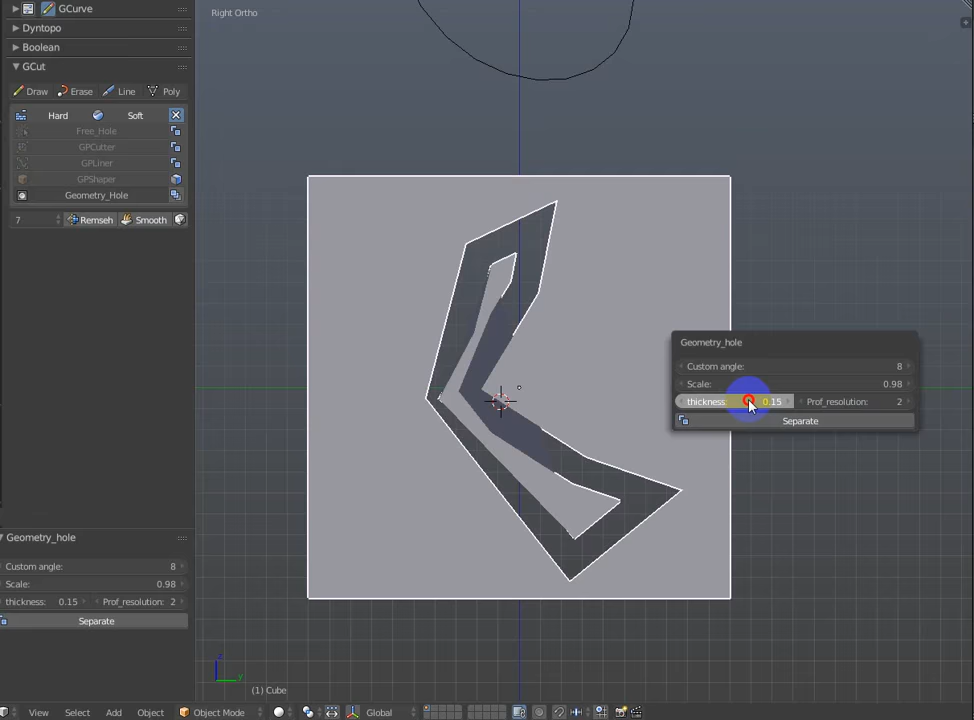 GCurve
Right Ortho
Dyntopo
Boolean
GCut
Draw Erase Line Poly
Hard Soft
Free_Hole
GPCutter
GPLiner
GPShaper
Geometry_Hole
7 Remseh Smooth
Geometry_hole
Custom angle: 8
Scale: 0.98
thickness: 0.15 Prof_resolution: 2
Separate
Geometry_hole
Custom angle: 8
Scale: 0.98
thickness: 0.15 Prof_resolution: 2
Separate
z
y
(1) Cube
View Select Add Object Object Mode Global